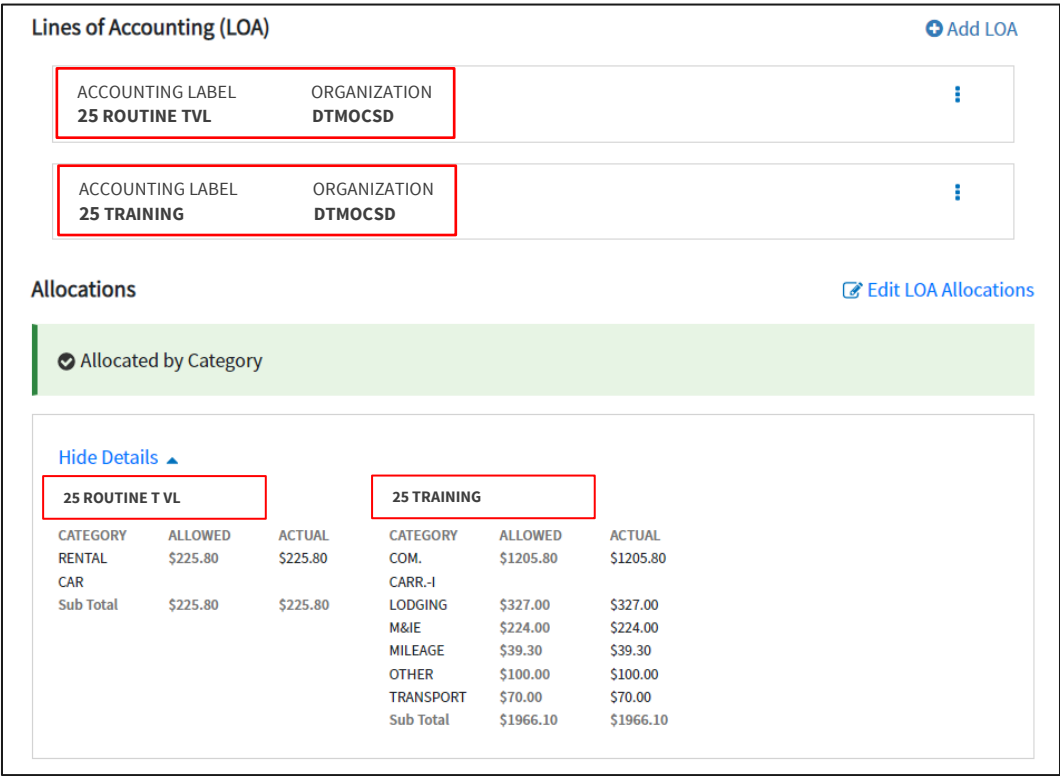 Lines of Accounting (LOA)
Add LOA
ACCOUNTING LABEL ORGANIZATION
25 ROUTINE TVL DTMOCSD
ACCOUNTING LABEL ORGANIZATION
25 TRAINING DTMOCSD
Allocations
Edit LOA Allocations
Allocated by Category
Hide Details
25 ROUTINE T VL
CATEGORY ALLOWED ACTUAL
RENTAL $225.80 $225.80
CAR
Sub Total $225.80 $225.80
25 TRAINING
CATEGORY ALLOWED ACTUAL
COM. $1205.80 $1205.80
CARR.-I
LODGING $327.00 $327.00
M&IE $224.00 $224.00
MILEAGE $39.30 $39.30
OTHER $100.00 $100.00
TRANSPORT $70.00 $70.00
Sub Total $1966.10 $1966.10